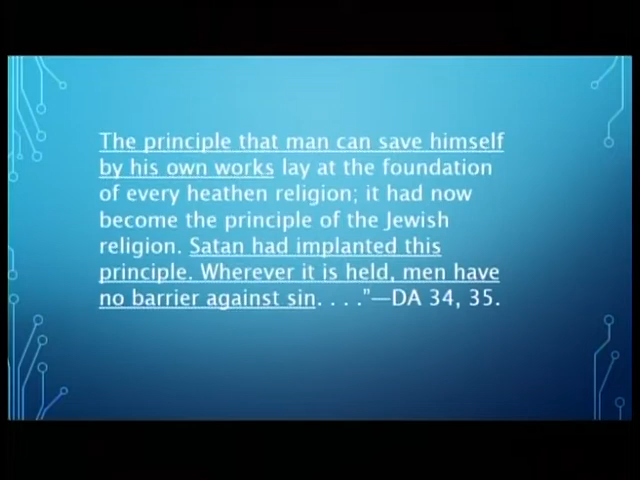 The principle that man can save himself
by his own works lay at the foundation
of every heathen religion; it had now
become the principle of the Jewish
religion. Satan had implanted this
principle. Wherever it is held, men have
no barrier against sin. . . .”—DA 34, 35.